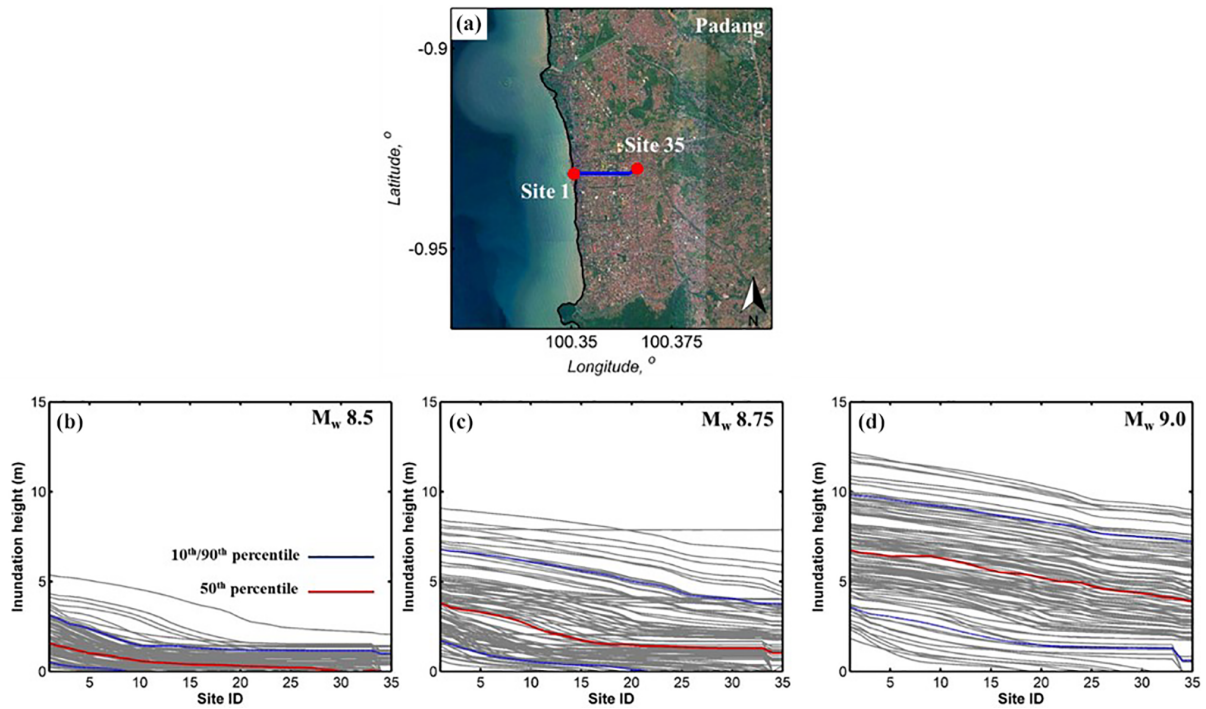 (a)
Padang
-0.9
Site 35
Site 1
-0.95
Latitude, °
N
100.35
100.375
Longitude, °
(b)
M_w 8.5
15
10
5
0
Inundation height (m)
10th/90th percentile
50th percentile
5
10
15
20
25
30
35
Site ID
(c)
M_w 8.75
15
10
5
0
Inundation height (m)
5
10
15
20
25
30
35
Site ID
(d)
M_w 9.0
15
10
5
0
Inundation height (m)
5
10
15
20
25
30
35
Site ID